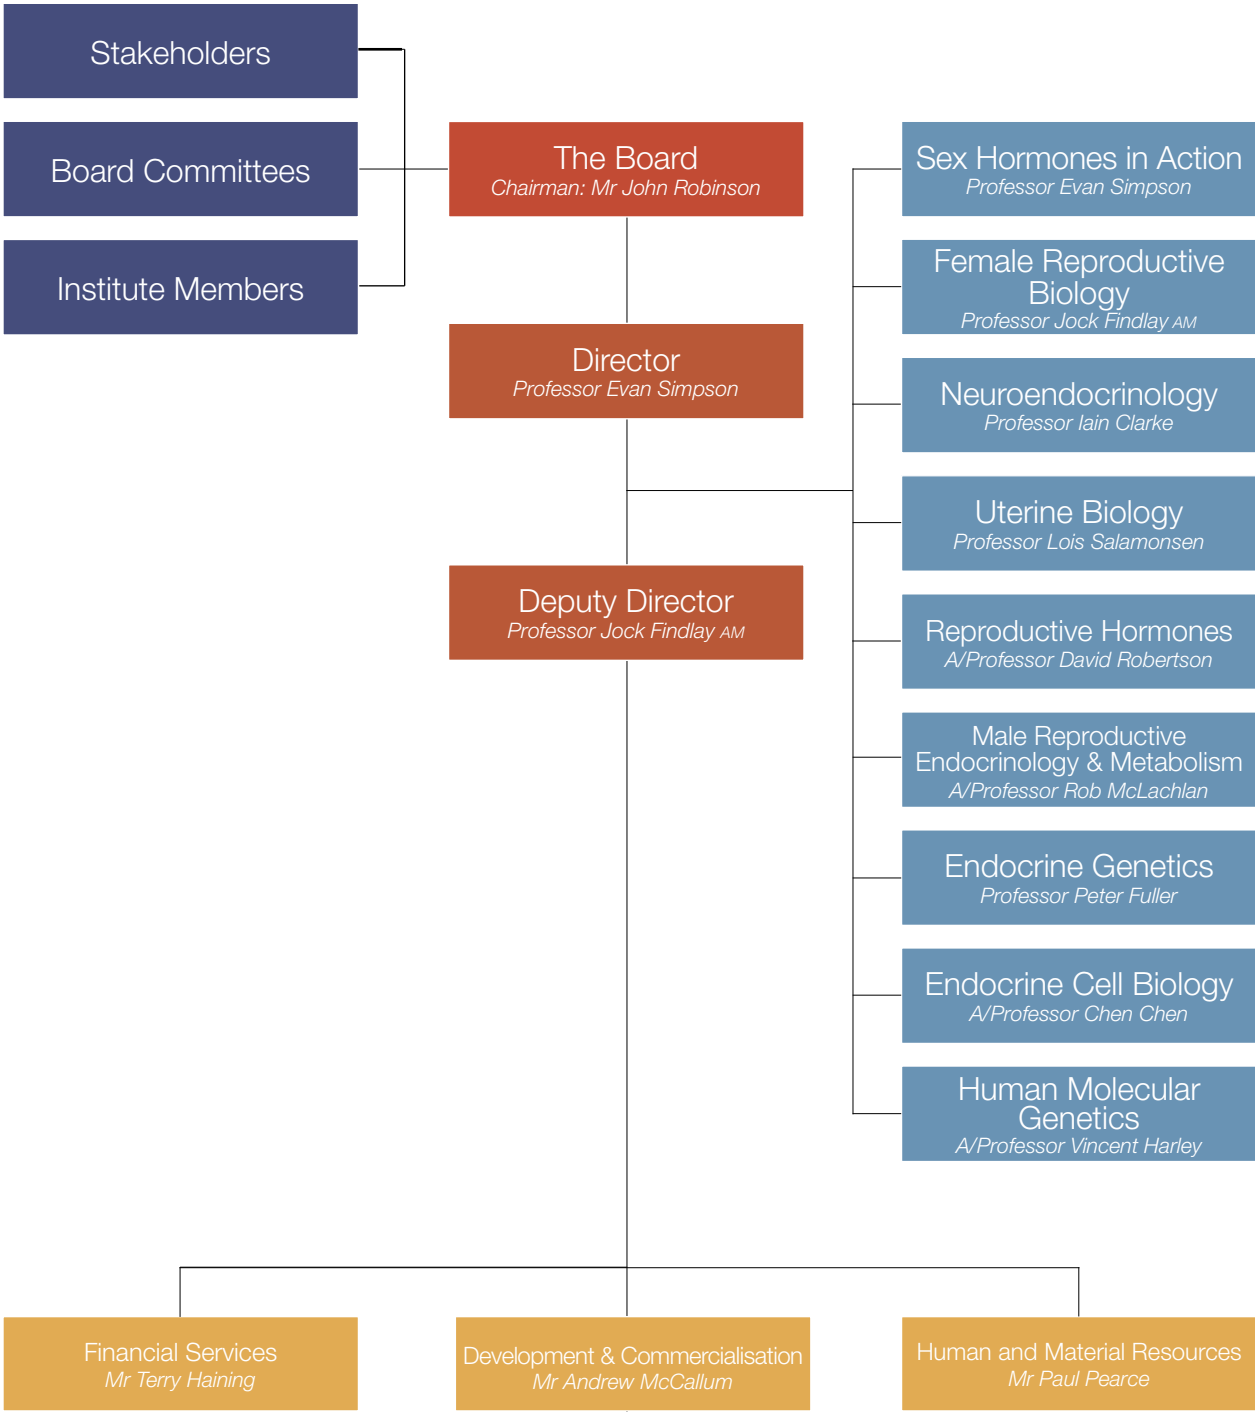 Stakeholders
Board Committees
Institute Members
The Board
Chairman: Mr John Robinson
Director
Professor Evan Simpson
Deputy Director
Professor Jock Findlay AM
Sex Hormones in Action
Professor Evan Simpson
Female Reproductive
Biology
Professor Jock Findlay AM
Neuroendocrinology
Professor Iain Clarke
Uterine Biology
Professor Lois Salamonsen
Reproductive Hormones
A/Professor David Robertson
Male Reproductive
Endocrinology & Metabolism
A/Professor Rob McLachlan
Endocrine Genetics
Professor Peter Fuller
Endocrine Cell Biology
A/Professor Chen Chen
Human Molecular
Genetics
A/Professor Vincent Harley
Financial Services
Mr Terry Haining
Development & Commercialisation
Mr Andrew McCallum
Human and Material Resources
Mr Paul Pearce